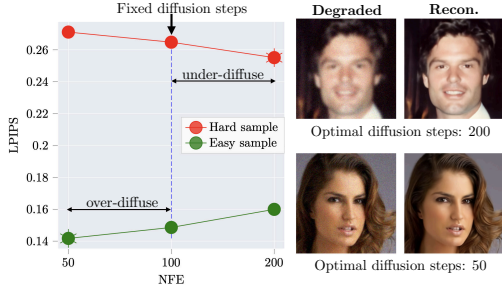 Fixed diffusion steps
0.26
0.24
0.22
0.2
0.18
0.16
0.14
LPIPS
under-diffuse
Hard sample
Easy sample
over-diffuse
50
100
200
NFE
Degraded
Recon.
Optimal diffusion steps: 200
Optimal diffusion steps: 50